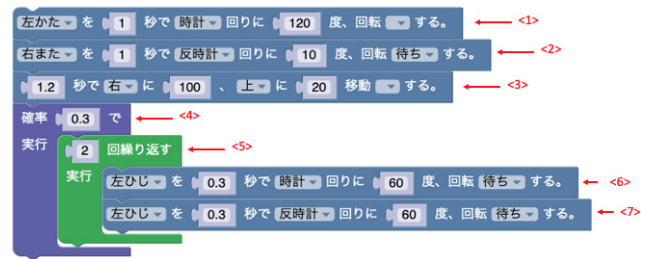 左かた を 1 秒で 時計 回りに 120 度、回転 する。 <1>
右また を 1 秒で 反時計 回りに 10 度、回転 待ち する。 <2>
1.2 秒で 右 に 100 、 上 に 20 移動 する。 <3>
確率 0.3 で <4>
実行 2 回繰り返す <5>
実行 左ひじ を 0.3 秒で 時計 回りに 60 度、回転 待ち する。 <6>
左ひじ を 0.3 秒で 反時計 回りに 60 度、回転 待ち する。 <7>